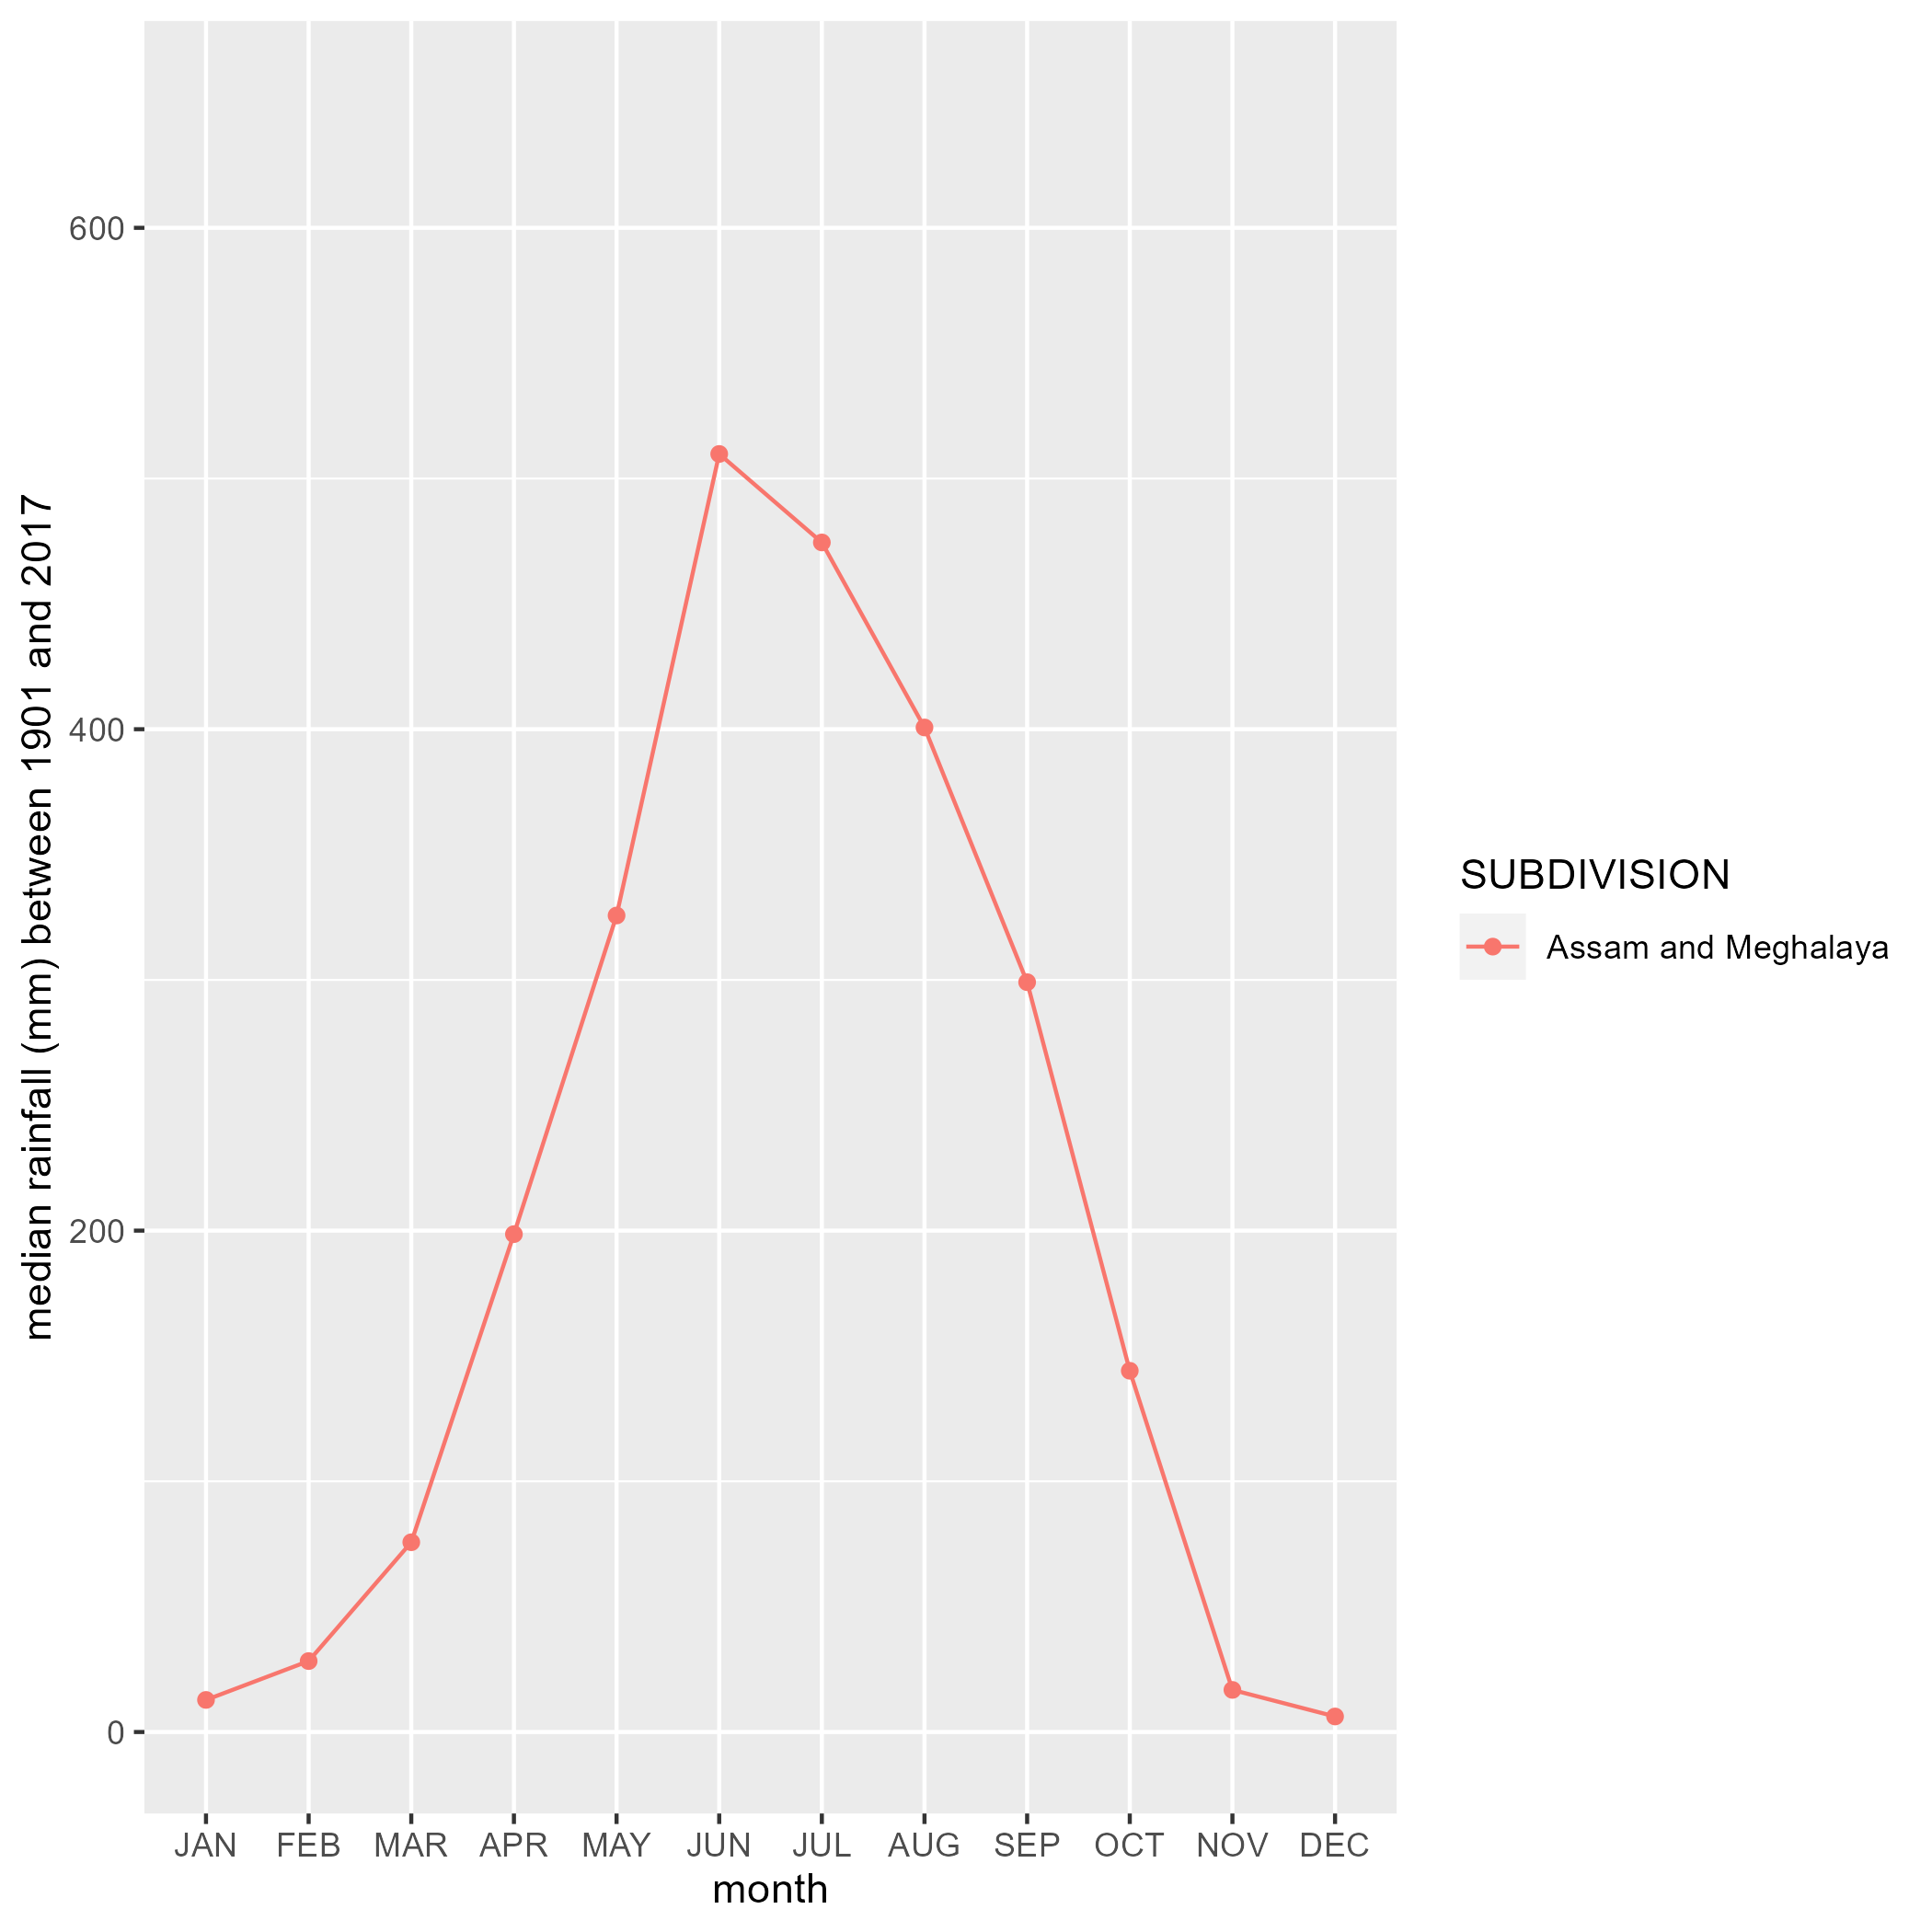 median rainfall (mm) between 1901 and 2017
600
400
200
0
JAN FEB MAR APR MAY JUN JUL AUG SEP OCT NOV DEC
month
SUBDIVISION
Assam and Meghalaya